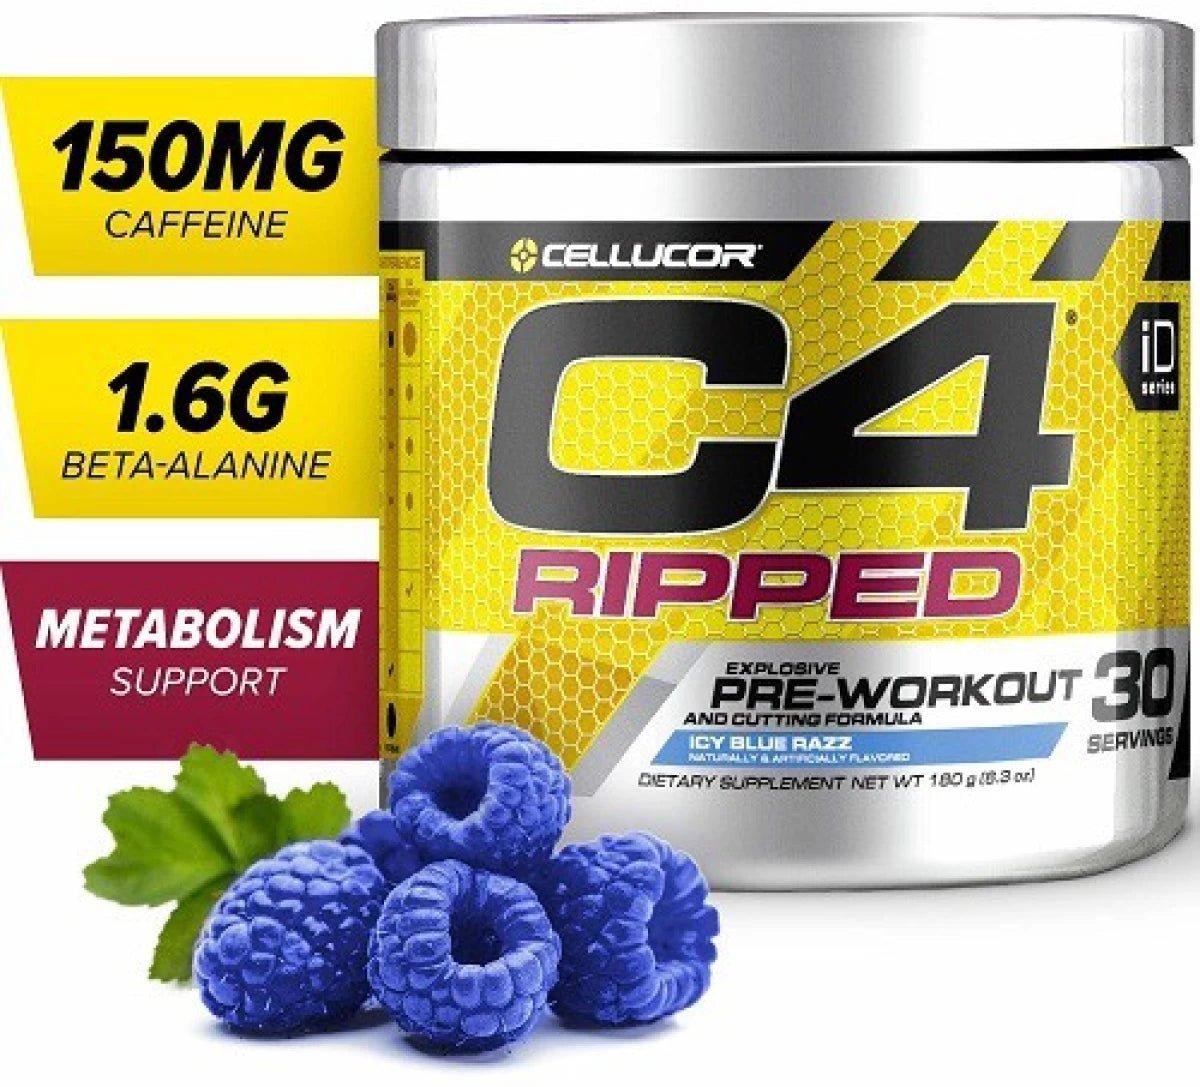 150MG
CAFFEINE
1.6G
BETA-ALANINE
METABOLISM
SUPPORT
CELLUCOR®
C4®
RIPPED
iD
series
EXPLOSIVE
PRE-WORKOUT
AND CUTTING FORMULA
ICY BLUE RAZZ
NATURALLY & ARTIFICIALLY FLAVORED
30
SERVINGS
DIETARY SUPPLEMENT NET WT 180 g (6.3 oz)